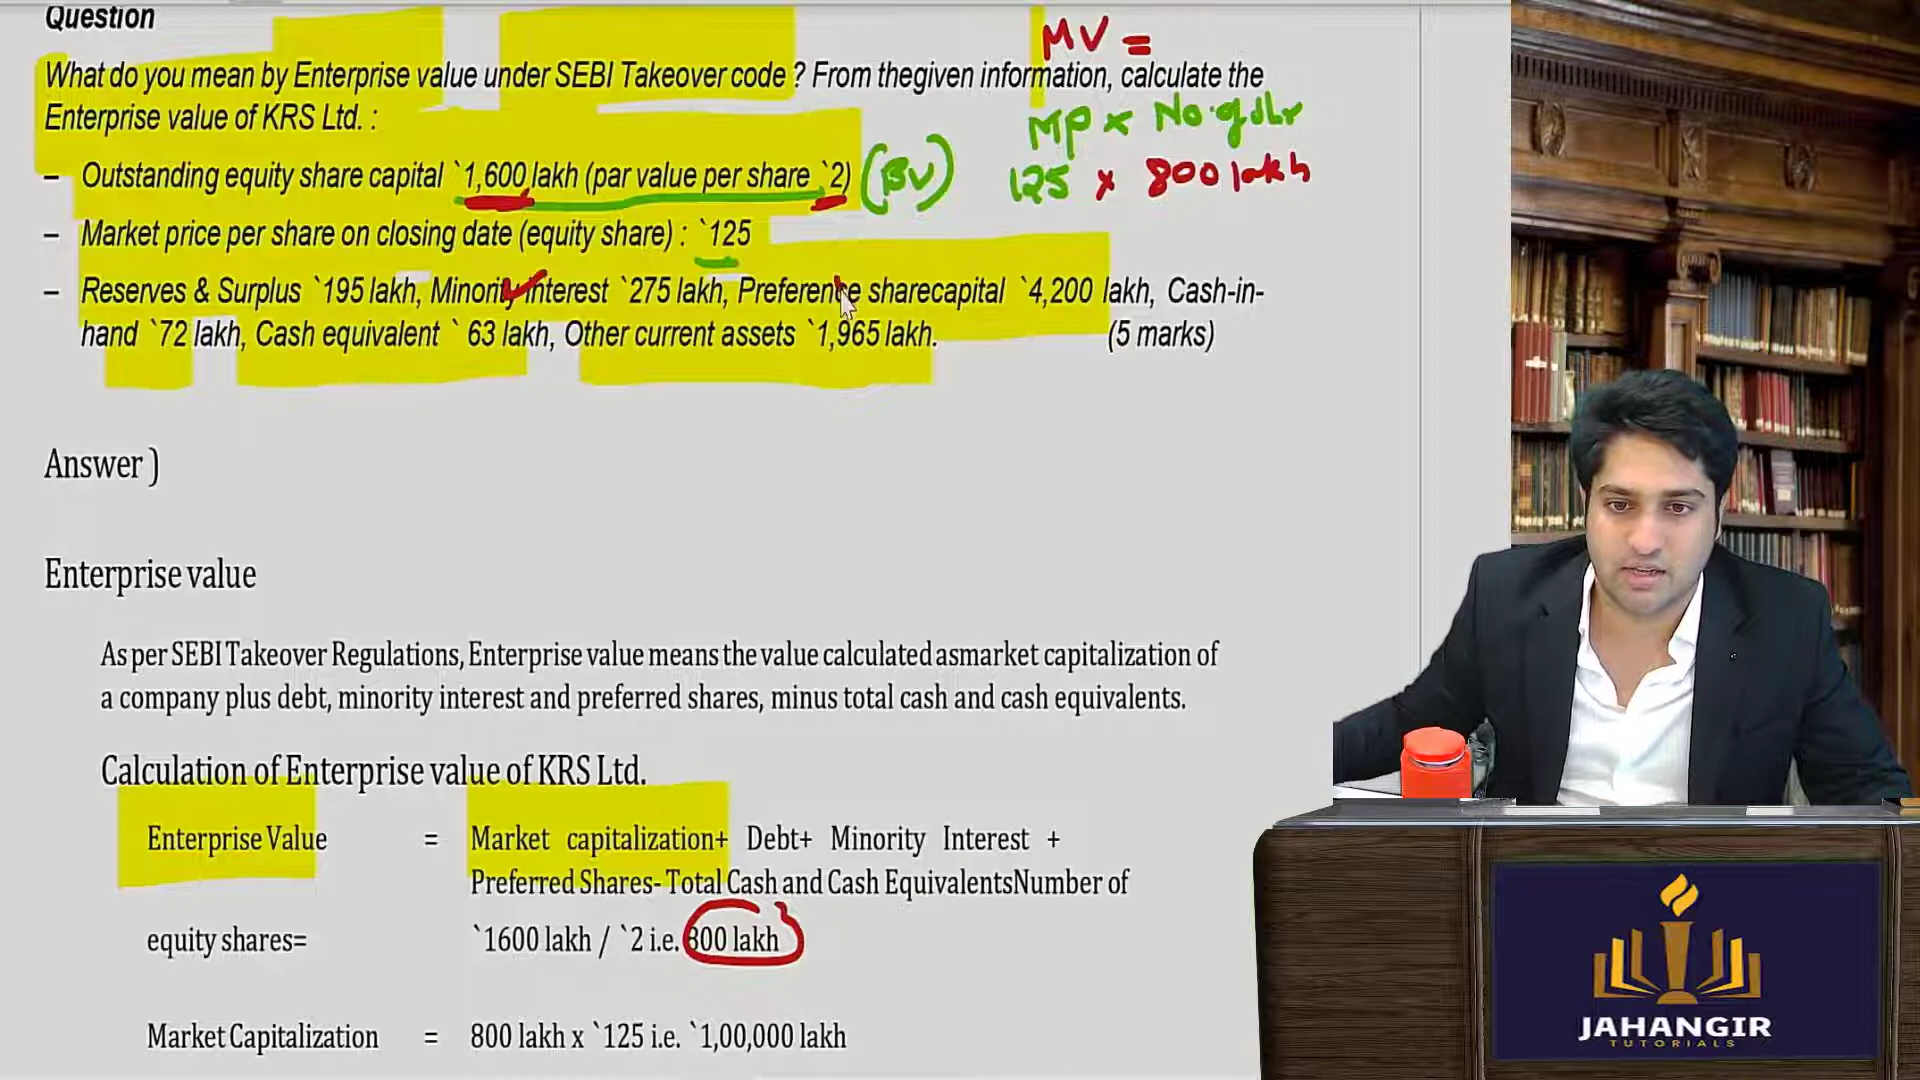 Question
MV =
What do you mean by Enterprise value under SEBI Takeover code ? From thegiven information, calculate the
Enterprise value of KRS Ltd. :
MP x No.
– Outstanding equity share capital `1,600 lakh (par value per share `2) (BV) 125 x 800 lakh
– Market price per share on closing date (equity share) : `125
– Reserves & Surplus `195 lakh, Minority Interest `275 lakh, Preference sharecapital `4,200 lakh, Cash-in-
hand `72 lakh, Cash equivalent ` 63 lakh, Other current assets `1,965 lakh. (5 marks)
Answer )
Enterprise value
As per SEBI Takeover Regulations, Enterprise value means the value calculated asmarket capitalization of
a company plus debt, minority interest and preferred shares, minus total cash and cash equivalents.
Calculation of Enterprise value of KRS Ltd.
Enterprise Value = Market capitalization+ Debt+ Minority Interest +
Preferred Shares- Total Cash and Cash EquivalentsNumber of
equity shares= `1600 lakh / `2 i.e. 800 lakh
Market Capitalization = 800 lakh x `125 i.e. `1,00,000 lakh
JAHANGIR
TUTORIALS